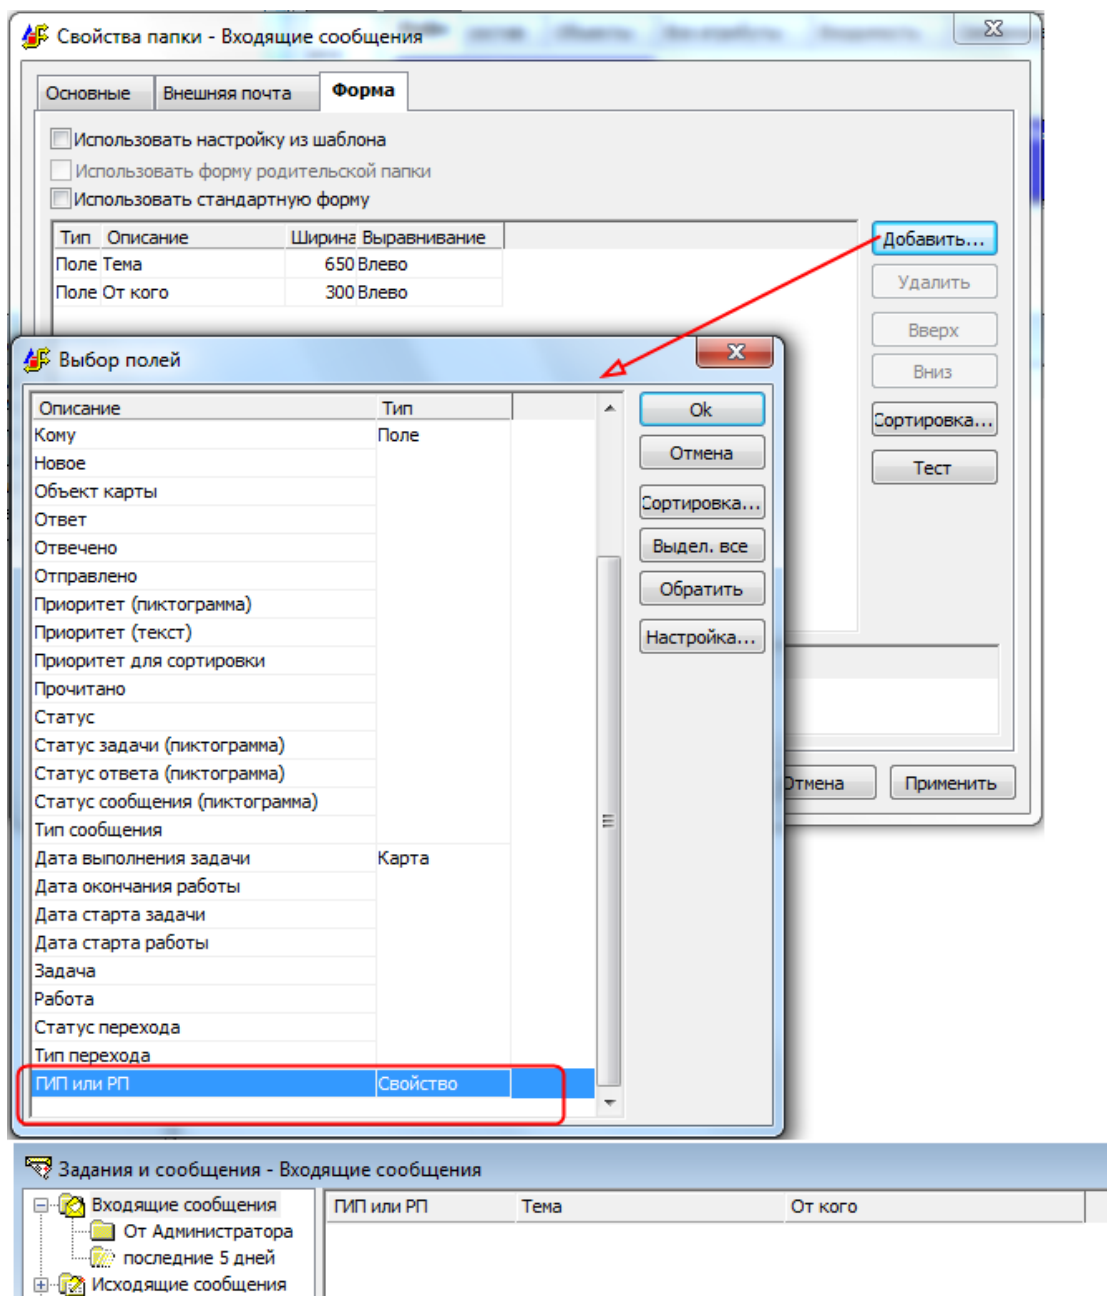 Свойства папки - Входящие сообщения
Основные Внешняя почта Форма
Использовать настройку из шаблона
Использовать форму родительской папки
Использовать стандартную форму
Тип Описание Ширина Выравнивание
Добавить...
Поле Тема 650 Влево
Удалить
Поле От кого 300 Влево
Вверх
Вниз
Сортировка...
Тест
Отмена Применить
Выбор полей
Описание Тип
Ok
Кому Поле
Отмена
Новое
Объект карты
Сортировка...
Ответ
Отвечено
Выдел. все
Отправлено
Обратить
Приоритет (пиктограмма)
Приоритет (текст)
Настройка...
Приоритет для сортировки
Прочитано
Статус
Статус задачи (пиктограмма)
Статус ответа (пиктограмма)
Статус сообщения (пиктограмма)
Тип сообщения
Дата выполнения задачи Карта
Дата окончания работы
Дата старта задачи
Дата старта работы
Задача
Работа
Статус перехода
Тип перехода
ГИП или РП Свойство
Задания и сообщения - Входящие сообщения
Входящие сообщения ГИП или РП Тема От кого
От Администратора
последние 5 дней
Исходящие сообщения